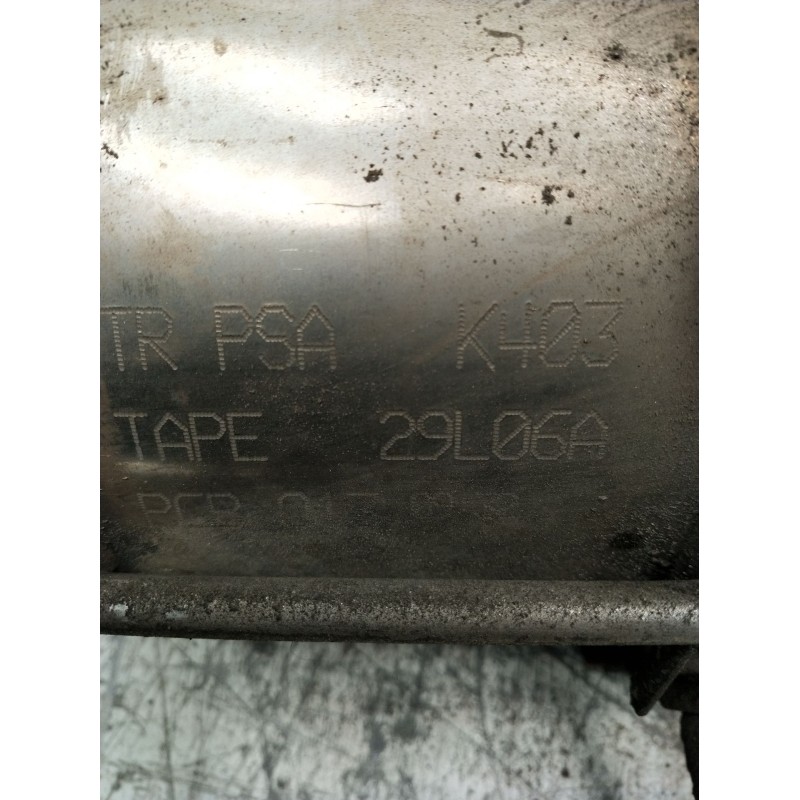 TR PSA K403
TAPE 29L06A